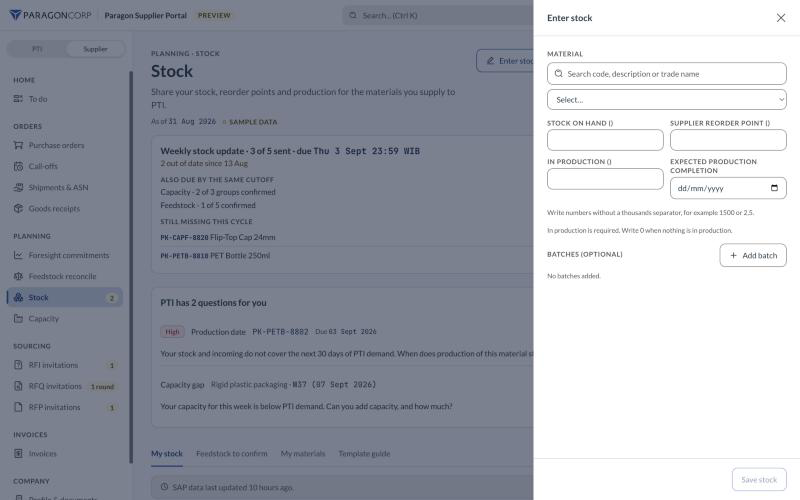 PARAGONCORP
Paragon Supplier Portal
PREVIEW
Search... (Ctrl K)
PTI
Supplier
HOME
To do
ORDERS
Purchase orders
Call-offs
Shipments & ASN
Goods receipts
PLANNING
Foresight commitments
Feedstock reconcile
Stock
2
Capacity
SOURCING
RFI invitations
1
RFQ invitations
1 round
RFP invitations
1
INVOICES
Invoices
COMPANY
Profile & documents
PLANNING · STOCK
Stock
Share your stock, reorder points and production for the materials you supply to
PTI.
As of 31 Aug 2026
SAMPLE DATA
Enter stoc
Weekly stock update · 3 of 5 sent · due Thu 3 Sept 23:59 WIB
2 out of date since 13 Aug
ALSO DUE BY THE SAME CUTOFF
Capacity · 2 of 3 groups confirmed
Feedstock · 1 of 5 confirmed
STILL MISSING THIS CYCLE
PK-CAPF-8820 Flip-Top Cap 24mm
PK-PETB-8810 PET Bottle 250ml
PTI has 2 questions for you
High
Production date PK-PETB-8802 Due 03 Sept 2026
Your stock and incoming do not cover the next 30 days of PTI demand. When does production of this material st
Capacity gap Rigid plastic packaging · W37 (07 Sept 2026)
Your capacity for this week is below PTI demand. Can you add capacity, and how much?
My stock
Feedstock to confirm
My materials
Template guide
SAP data last updated 10 hours ago.
Enter stock
MATERIAL
Search code, description or trade name
Select...
STOCK ON HAND ()
SUPPLIER REORDER POINT ()
IN PRODUCTION ()
EXPECTED PRODUCTION
COMPLETION
dd/mm/yyyy
Write numbers without a thousands separator, for example 1500 or 2,5.
In production is required. Write 0 when nothing is in production.
BATCHES (OPTIONAL)
Add batch
No batches added.
Save stock